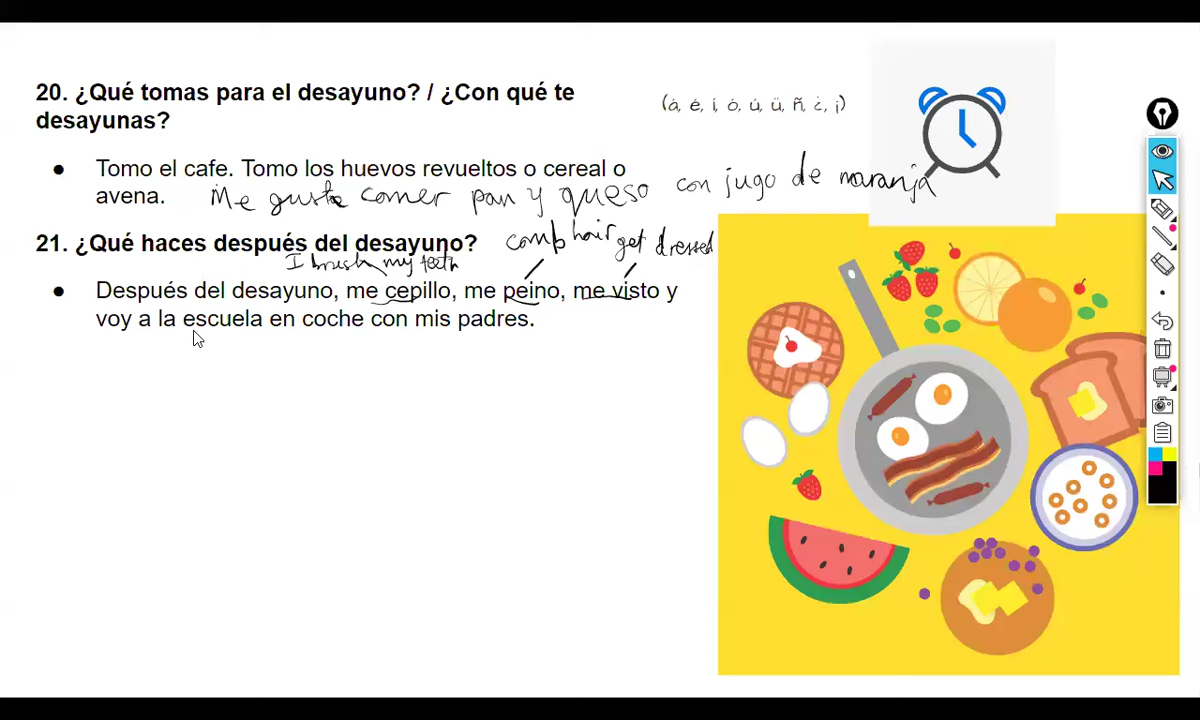 20. ¿Qué tomas para el desayuno? / ¿Con qué te
desayunas?
(á, é, í, ó, ú, ü, ñ, ¿, ¡)
● Tomo el cafe. Tomo los huevos revueltos o cereal o
avena. Me gusta comer pan y queso con jugo de naranja
21. ¿Qué haces después del desayuno? comb hair get dressed
I brush my teeth
● Después del desayuno, me cepillo, me peino, me visto y
voy a la escuela en coche con mis padres.